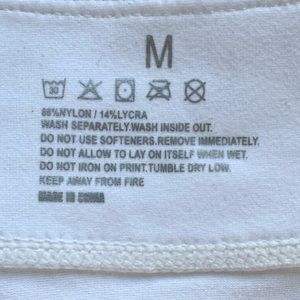 M
30
86%NYLON / 14%LYCRA
WASH SEPARATELY.WASH INSIDE OUT.
DO NOT USE SOFTENERS.REMOVE IMMEDIATELY.
DO NOT ALLOW TO LAY ON ITSELF WHEN WET.
DO NOT IRON ON PRINT.TUMBLE DRY LOW.
KEEP AWAY FROM FIRE
MADE IN CHINA